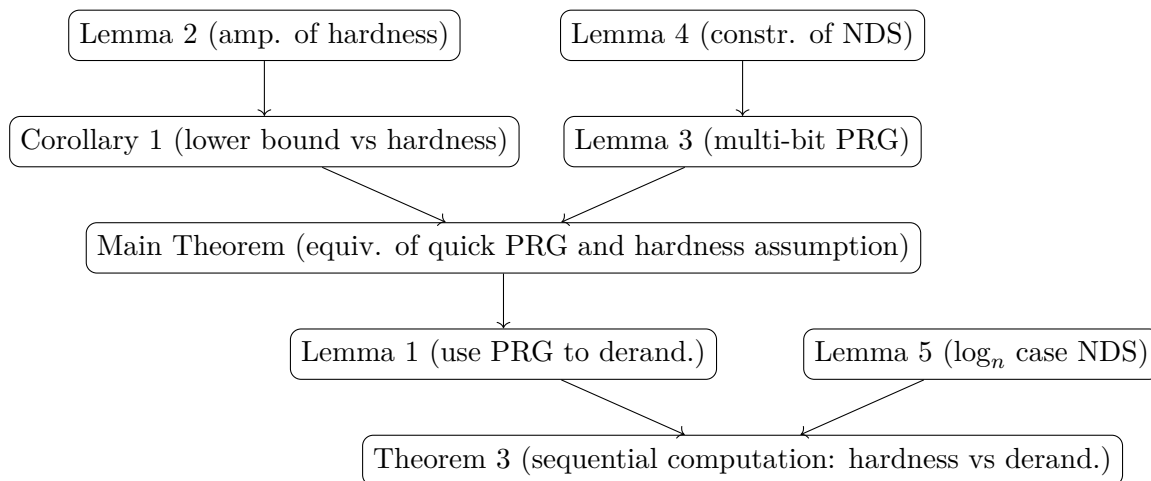 Lemma 2 (amp. of hardness)
Lemma 4 (constr. of NDS)
Corollary 1 (lower bound vs hardness)
Lemma 3 (multi-bit PRG)
Main Theorem (equiv. of quick PRG and hardness assumption)
Lemma 1 (use PRG to derand.)
Lemma 5 (logₙ case NDS)
Theorem 3 (sequential computation: hardness vs derand.)